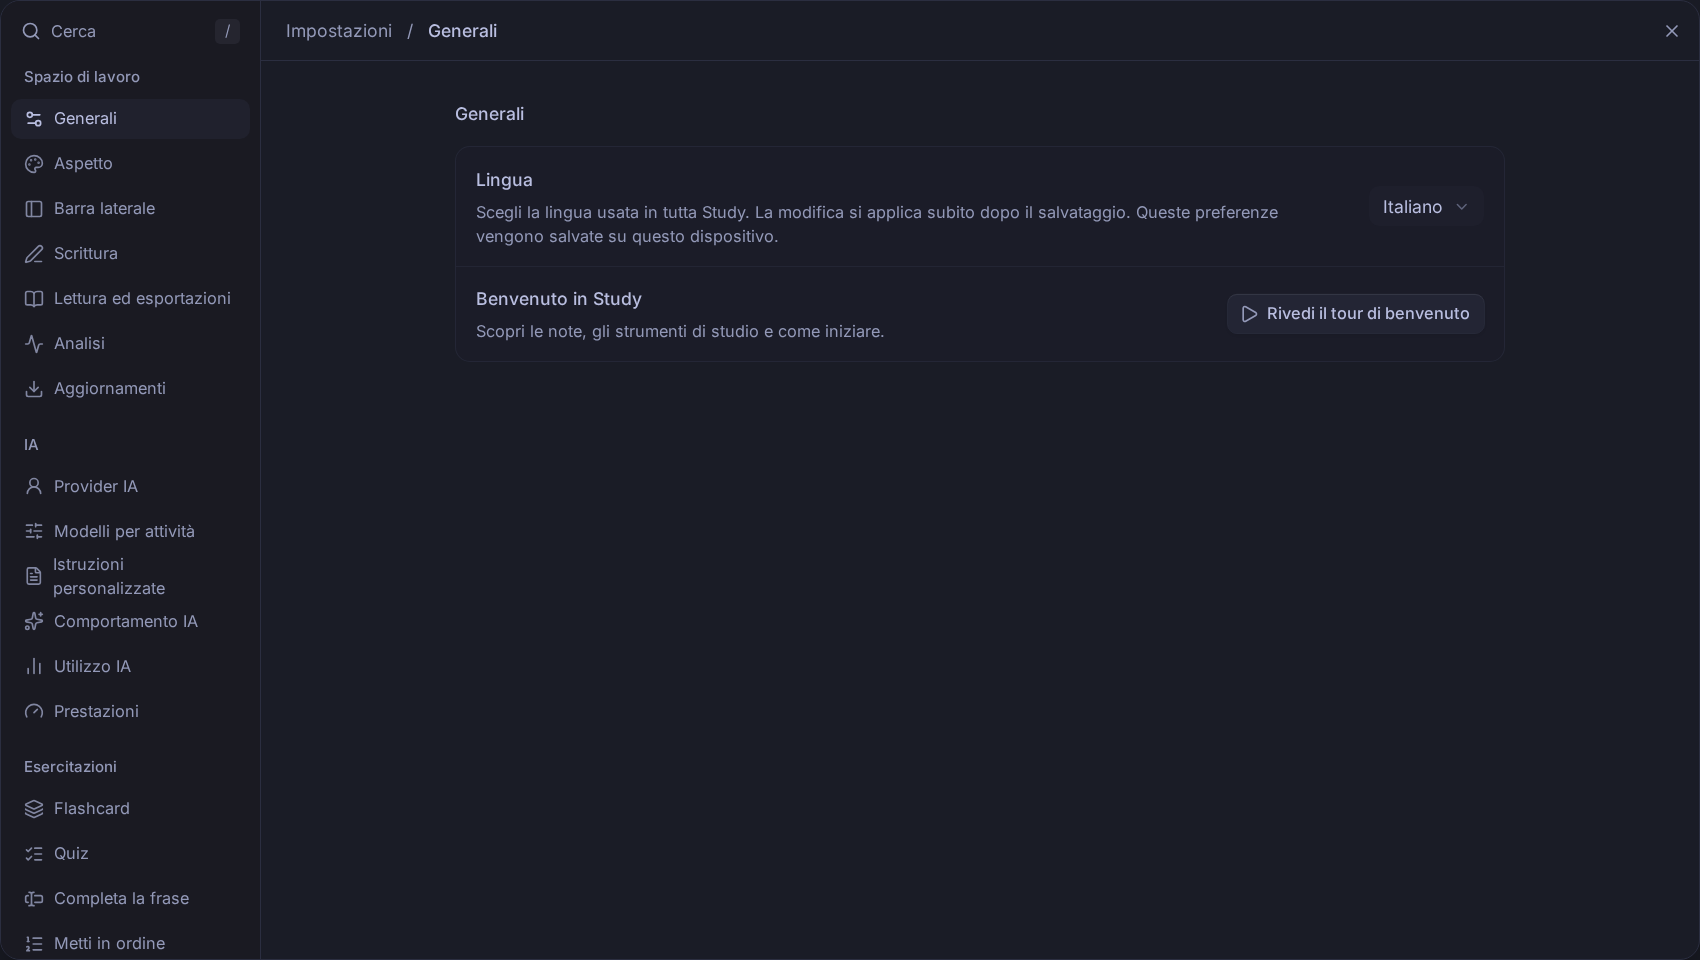 Cerca
/
Spazio di lavoro
Generali
Aspetto
Barra laterale
Scrittura
Lettura ed esportazioni
Analisi
Aggiornamenti
IA
Provider IA
Modelli per attività
Istruzioni
personalizzate
Comportamento IA
Utilizzo IA
Prestazioni
Esercitazioni
Flashcard
Quiz
Completa la frase
Metti in ordine
Impostazioni / Generali
Generali
Lingua
Scegli la lingua usata in tutta Study. La modifica si applica subito dopo il salvataggio. Queste preferenze
vengono salvate su questo dispositivo.
Italiano
Benvenuto in Study
Scopri le note, gli strumenti di studio e come iniziare.
Rivedi il tour di benvenuto